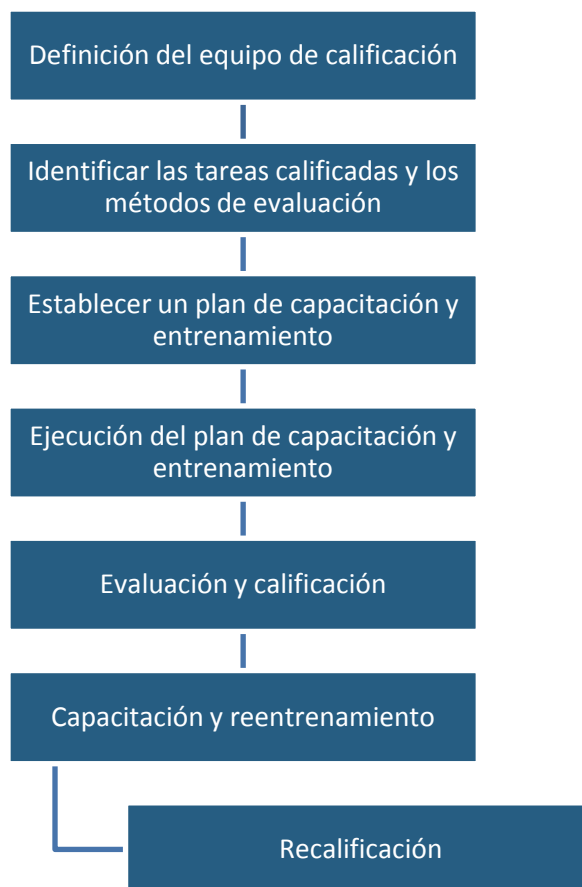 Definición del equipo de calificación
Identificar las tareas calificadas y los
métodos de evaluación
Establecer un plan de capacitación y
entrenamiento
Ejecución del plan de capacitación y
entrenamiento
Evaluación y calificación
Capacitación y reentrenamiento
Recalificación